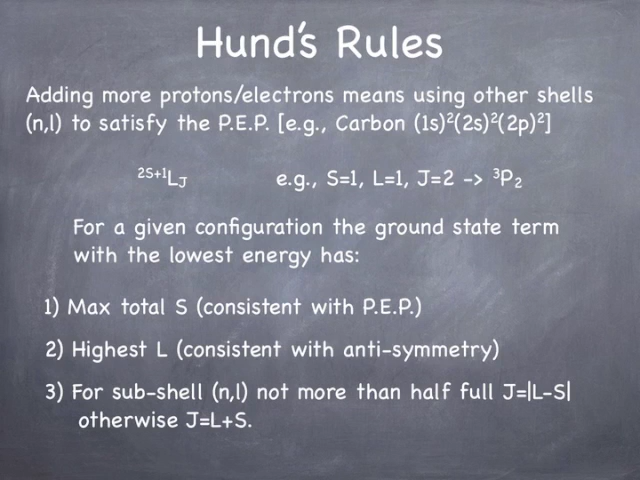 Hund's Rules
Adding more protons/electrons means using other shells
(n,l) to satisfy the P.E.P. [e.g., Carbon (1s)²(2s)²(2p)²]
²ˢ⁺¹L_J e.g., S=1, L=1, J=2 -> ³P₂
For a given configuration the ground state term
with the lowest energy has:
1) Max total S (consistent with P.E.P.)
2) Highest L (consistent with anti-symmetry)
3) For sub-shell (n,l) not more than half full J=|L-S|
otherwise J=L+S.